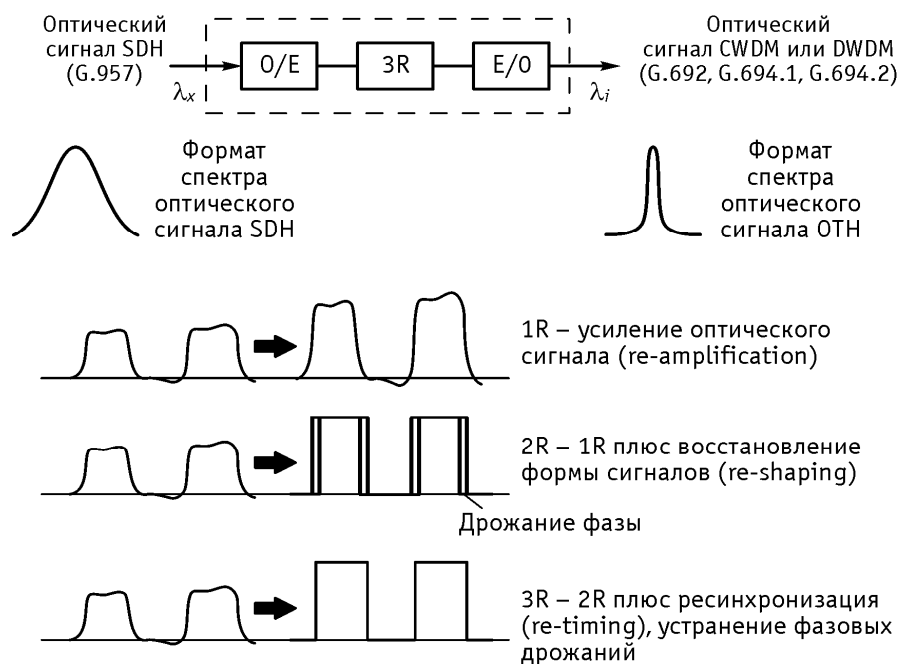 Оптический
сигнал SDH
(G.957)
λx
O/E
3R
E/O
λi
Оптический
сигнал CWDM или DWDM
(G.692, G.694.1, G.694.2)
Формат
спектра
оптического
сигнала SDH
Формат
спектра
оптического
сигнала OTH
1R – усиление оптического
сигнала (re-amplification)
2R – 1R плюс восстановление
формы сигналов (re-shaping)
Дрожание фазы
3R – 2R плюс ресинхронизация
(re-timing), устранение фазовых
дрожаний